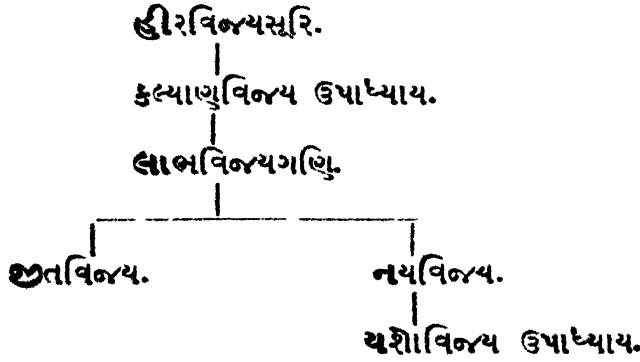 હીરવિજયસૂરિ.
કલ્યાણવિજય ઉપાધ્યાય.
લાભવિજયગણિ.
જીતવિજય. નયવિજય.
યશેાવિજય ઉપાધ્યાય.